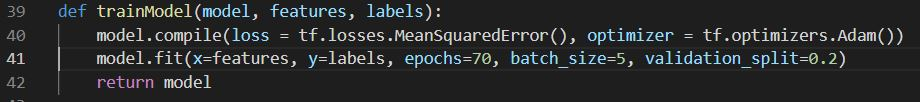 39 def trainModel(model, features, labels):
40     model.compile(loss = tf.losses.MeanSquaredError(), optimizer = tf.optimizers.Adam())
41     model.fit(x=features, y=labels, epochs=70, batch_size=5, validation_split=0.2)
42     return model